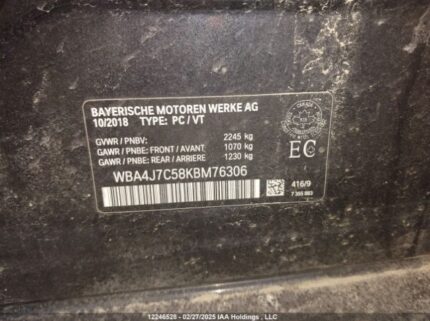 BAYERISCHE MOTOREN WERKE AG
10/2018 TYPE: PC / VT
GVWR / PNBV: 2245 kg
GAWR / PNBE: FRONT / AVANT 1070 kg
GAWR / PNBE: REAR / ARRIERE 1230 kg
WBA4J7C58KBM76306
CANADA
EC
416/9
12246528 - 02/27/2025 IAA Holdings , LLC